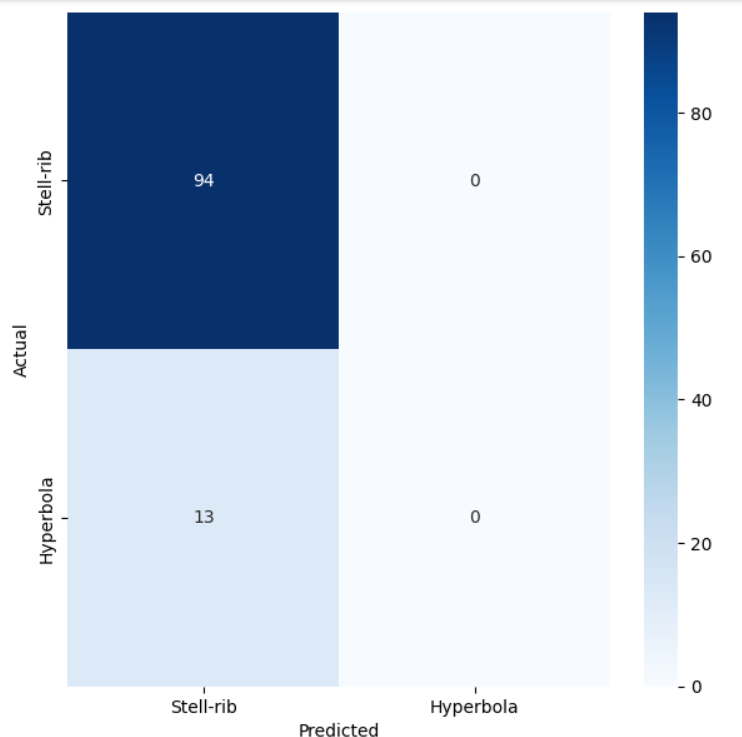 80
60
40
20
0
Actual
Stell-rib
Hyperbola
94 0
13 0
Stell-rib Hyperbola
Predicted